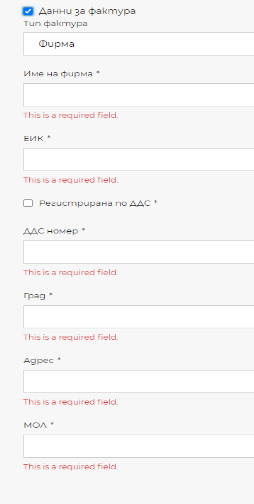 Данни за фактура
Тип фактура
Фирма
Име на фирма *
This is a required field.
ЕИК *
This is a required field.
Регистрирана по ДДС *
ДДС номер *
This is a required field.
Град *
This is a required field.
Адрес *
This is a required field.
МОЛ *
This is a required field.